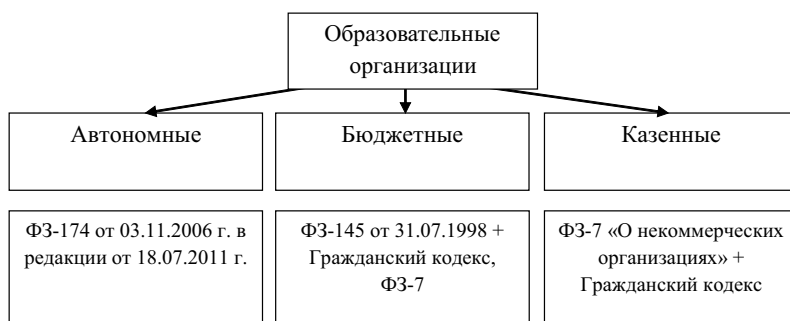 Образовательные
организации
Автономные
Бюджетные
Казенные
ФЗ-174 от 03.11.2006 г. в
редакции от 18.07.2011 г.
ФЗ-145 от 31.07.1998 +
Гражданский кодекс,
ФЗ-7
ФЗ-7 «О некоммерческих
организациях» +
Гражданский кодекс